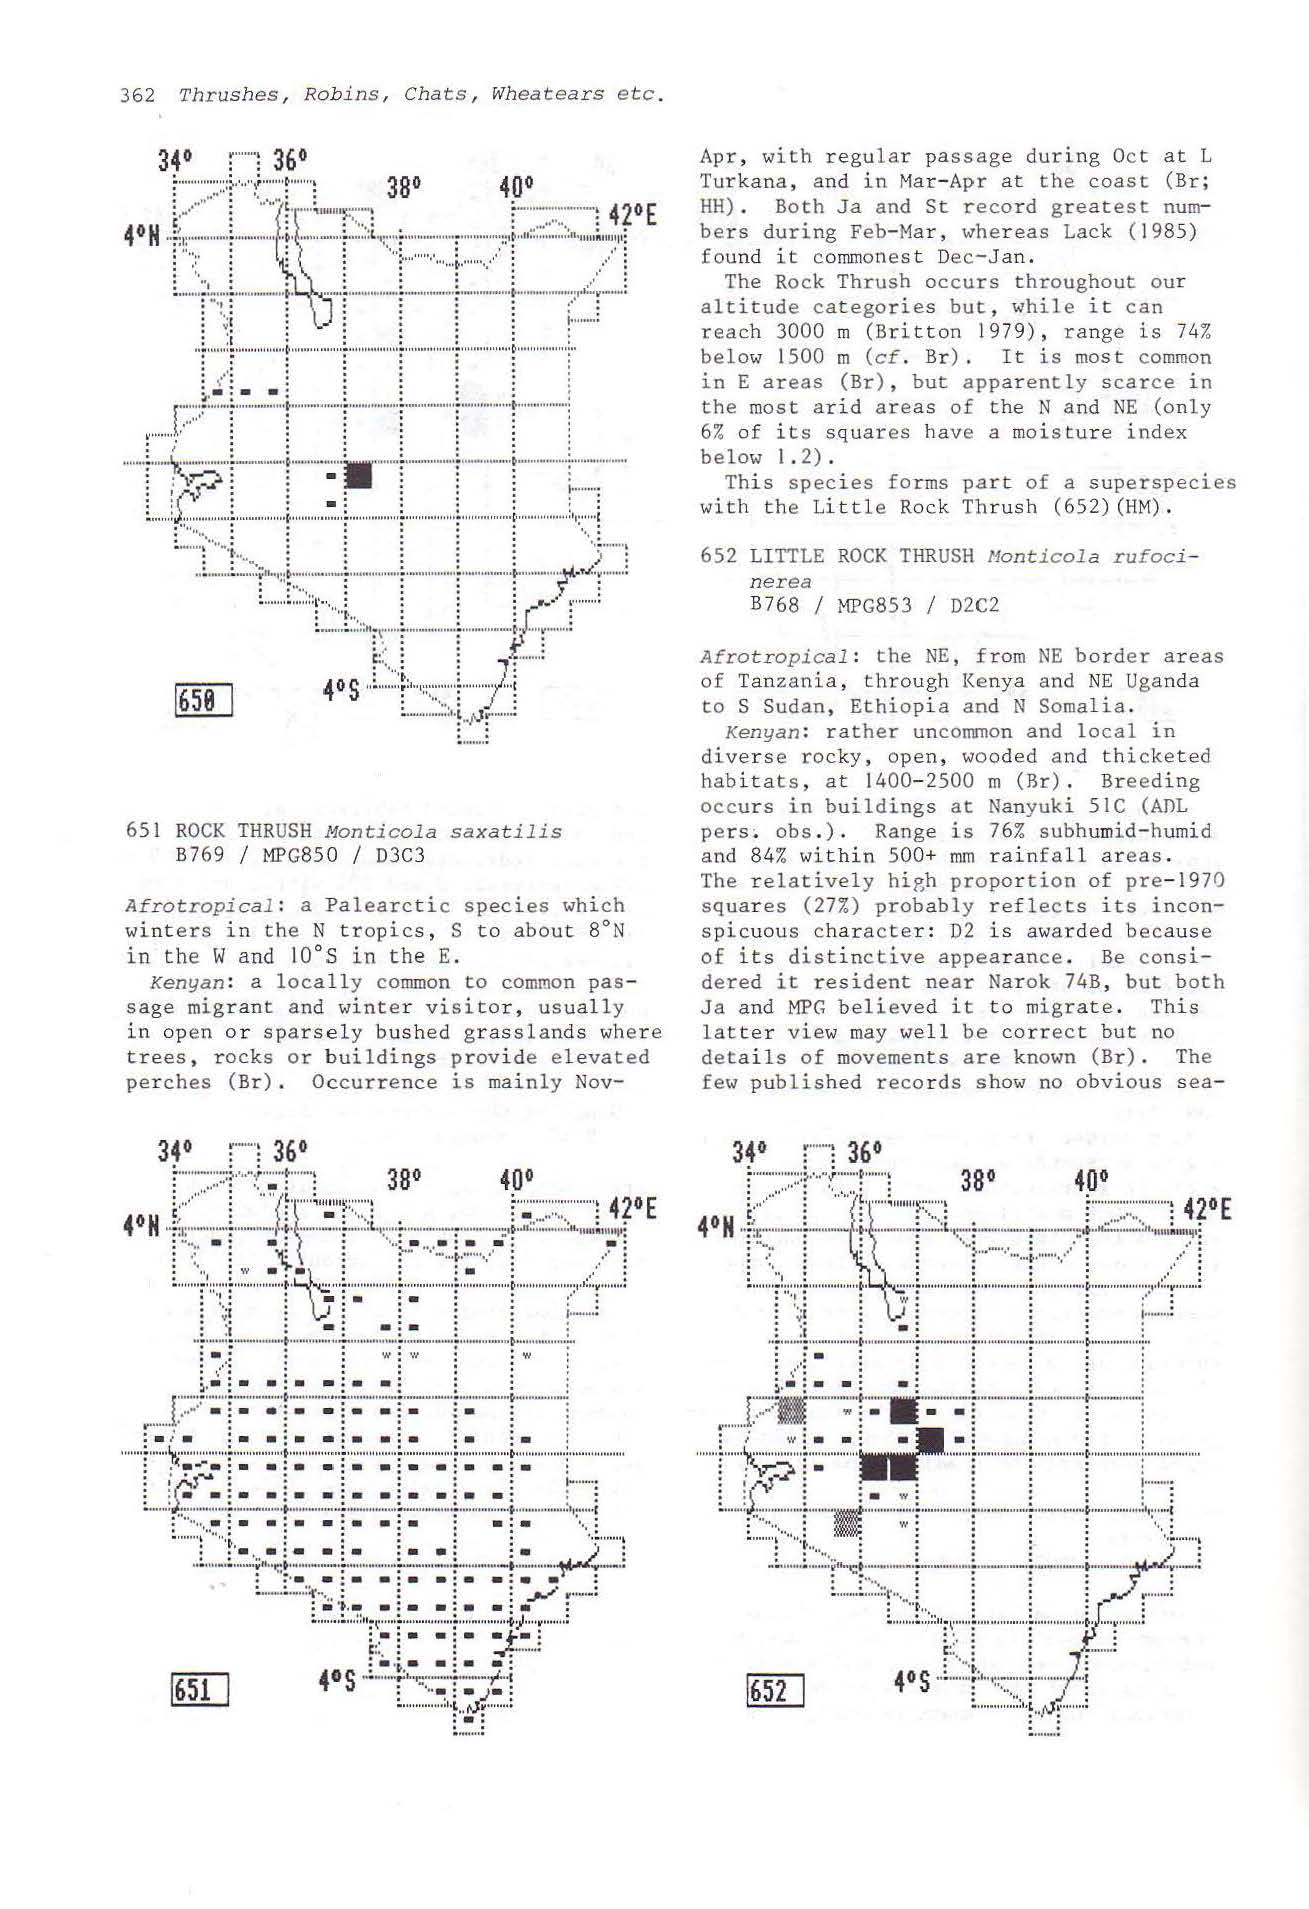 362 Thrushes, Robins, Chats, Wheatears etc.
34° 36°
38° 40°
42°E
4°N
4°S
650
651 ROCK THRUSH Monticola saxatilis
B769 / MPG850 / D3C3
Afrotropical: a Palearctic species which
winters in the N tropics, S to about 8°N
in the W and 10°S in the E.
Kenyan: a locally common to common pas-
sage migrant and winter visitor, usually
in open or sparsely bushed grasslands where
trees, rocks or buildings provide elevated
perches (Br). Occurrence is mainly Nov-
Apr, with regular passage during Oct at L
Turkana, and in Mar-Apr at the coast (Br;
HH). Both Ja and St record greatest num-
bers during Feb-Mar, whereas Lack (1985)
found it commonest Dec-Jan.
The Rock Thrush occurs throughout our
altitude categories but, while it can
reach 3000 m (Britton 1979), range is 74%
below 1500 m (cf. Br). It is most common
in E areas (Br), but apparently scarce in
the most arid areas of the N and NE (only
6% of its squares have a moisture index
below 1.2).
This species forms part of a superspecies
with the Little Rock Thrush (652)(HM).
652 LITTLE ROCK THRUSH Monticola rufoci-
nerea
B768 / MPG853 / D2C2
Afrotropical: the NE, from NE border areas
of Tanzania, through Kenya and NE Uganda
to S Sudan, Ethiopia and N Somalia.
Kenyan: rather uncommon and local in
diverse rocky, open, wooded and thicketed
habitats, at 1400-2500 m (Br). Breeding
occurs in buildings at Nanyuki 51C (ADL
pers. obs.). Range is 76% subhumid-humid
and 84% within 500+ mm rainfall areas.
The relatively high proportion of pre-1970
squares (27%) probably reflects its incon-
spicuous character: D2 is awarded because
of its distinctive appearance. Be consi-
dered it resident near Narok 74B, but both
Ja and MPG believed it to migrate. This
latter view may well be correct but no
details of movements are known (Br). The
few published records show no obvious sea-
34° 36°
38° 40°
42°E
4°N
4°S
651
34° 36°
38° 40°
42°E
4°N
4°S
652